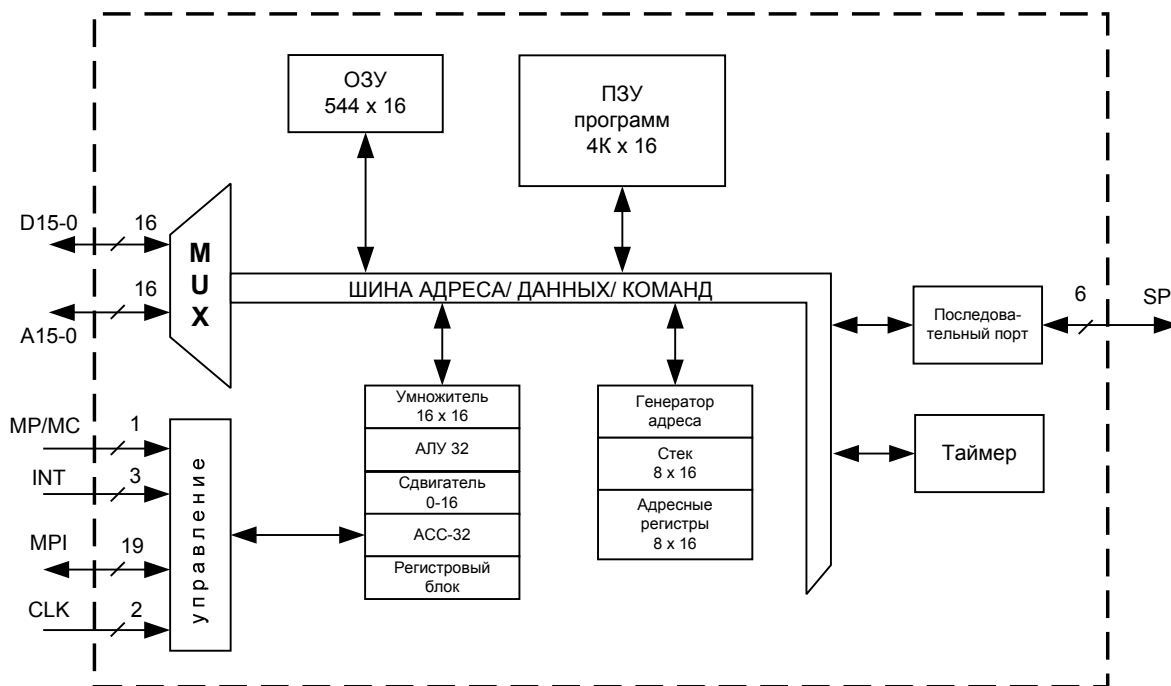 ОЗУ
544 x 16
ПЗУ
программ
4К x 16
D15-0
16
A15-0
16
M
U
X
ШИНА АДРЕСА/ ДАННЫХ/ КОМАНД
Последова-
тельный порт
6
SP
Таймер
MP/MC
1
INT
3
MPI
19
CLK
2
управление
Умножитель
16 x 16
АЛУ 32
Сдвигатель
0-16
АСС-32
Регистровый
блок
Генератор
адреса
Стек
8 x 16
Адресные
регистры
8 x 16